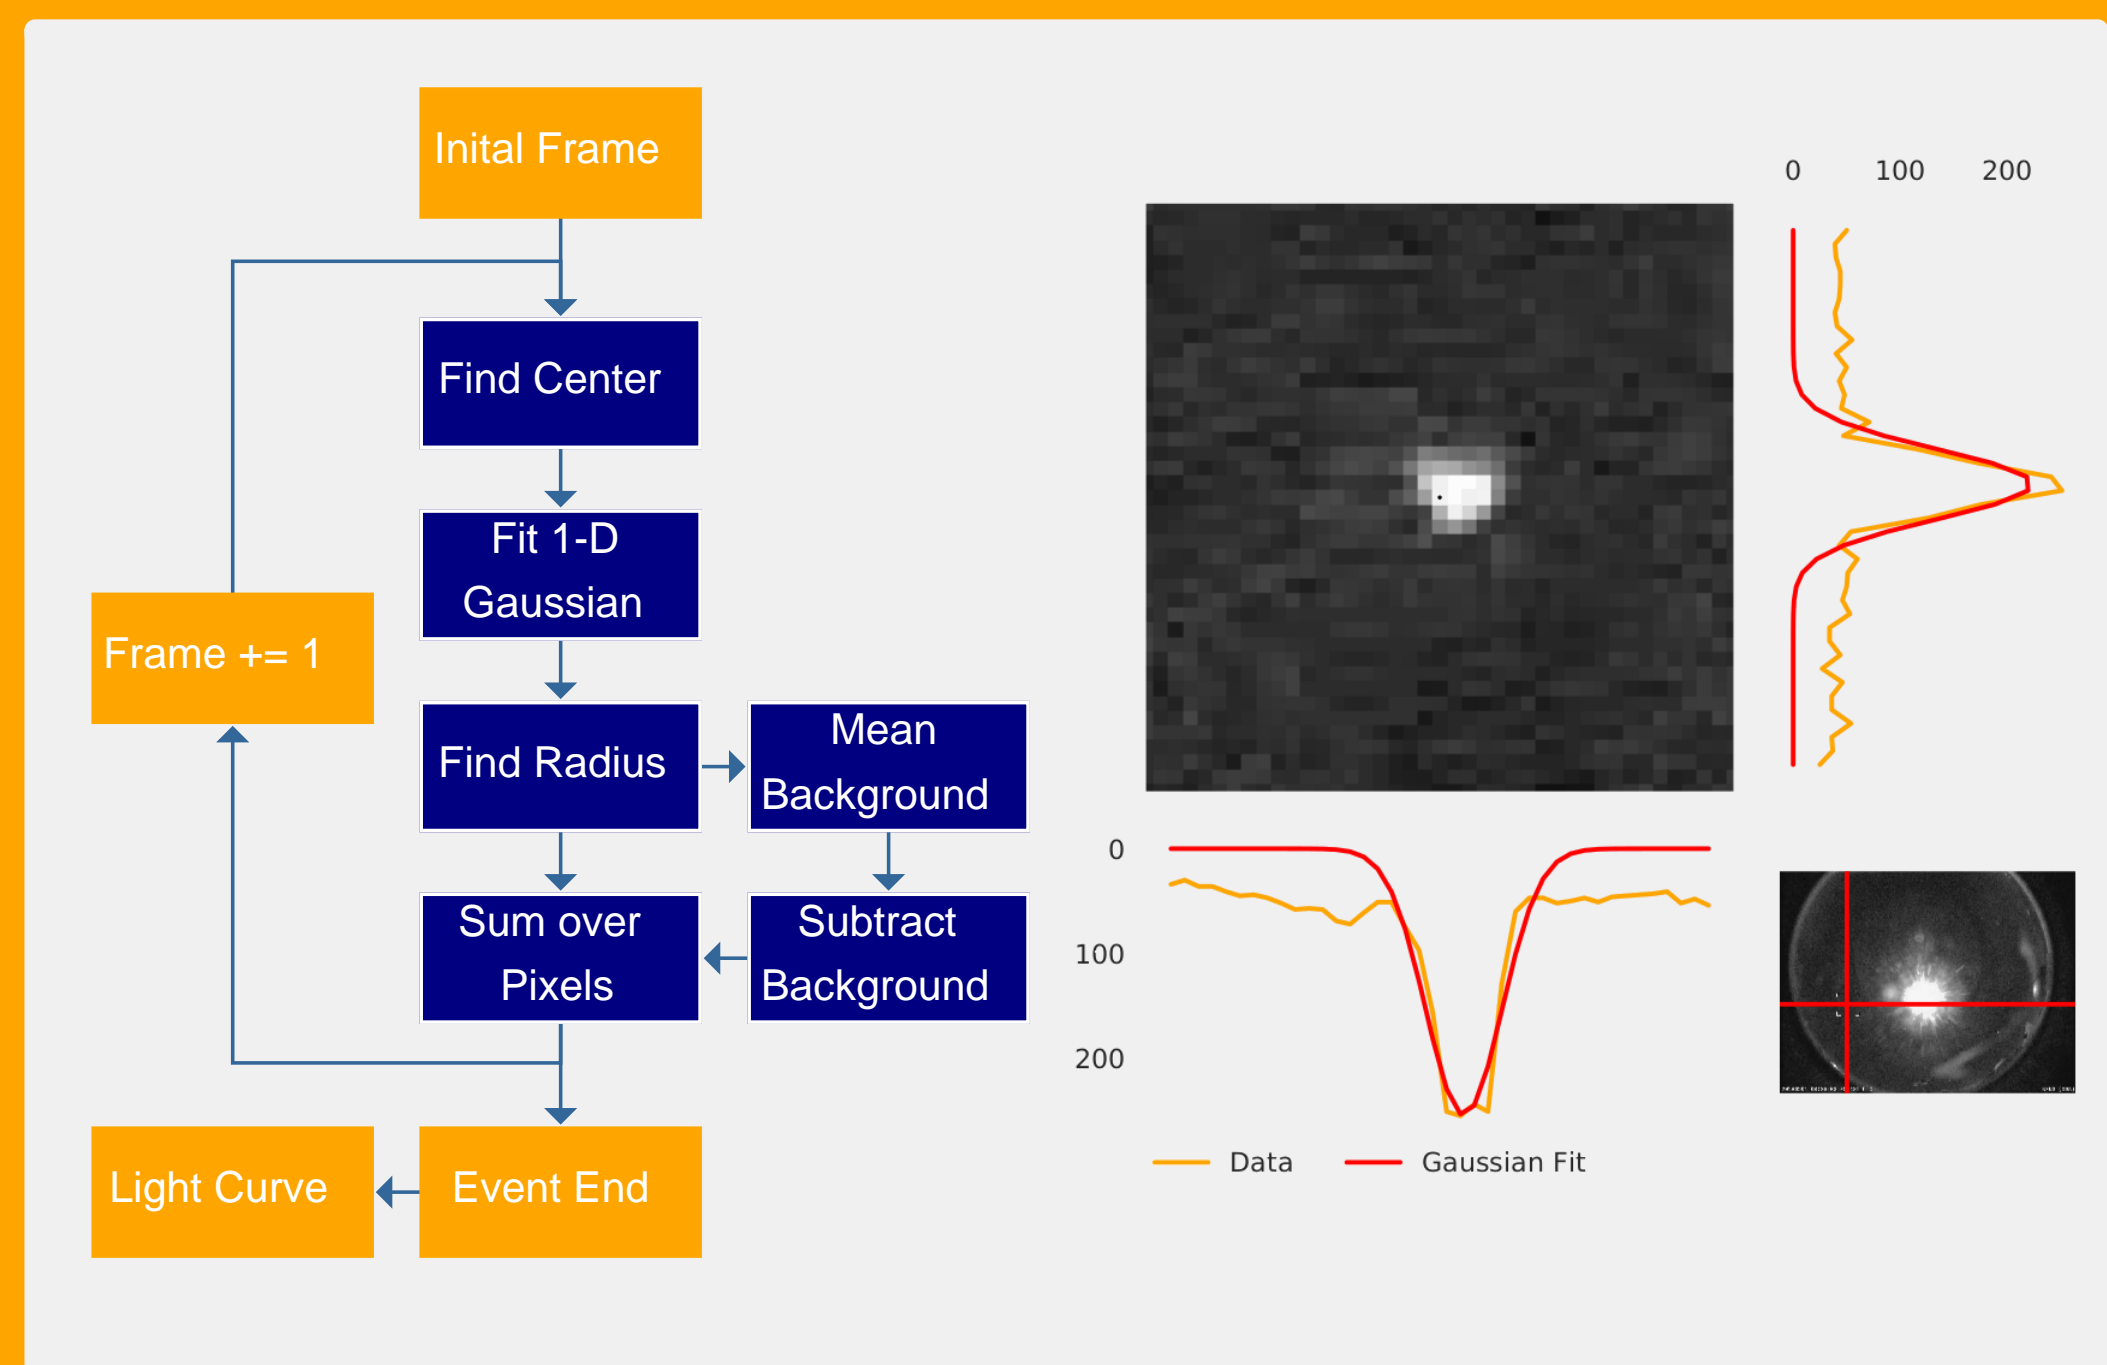 Inital Frame
Find Center
Fit 1-D
Gaussian
Frame += 1
Find Radius
Mean
Background
Sum over
Pixels
Subtract
Background
Light Curve
Event End
0 100 200
0
100
200
Data
Gaussian Fit